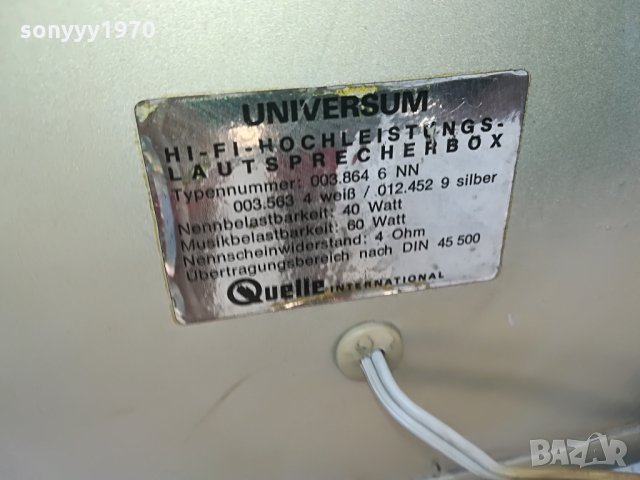 sonyyy1970
UNIVERSUM
HI-FI-HOCHLEISTUNGS-
LAUTSPRECHERBOX
Typennummer: 003.864 6 NN
003.563 4 weiß / 012.452 9 silber
Nennbelastbarkeit: 40 Watt
Musikbelastbarkeit: 60 Watt
Nennscheinwiderstand: 4 Ohm
Übertragungsbereich nach DIN 45 500
Quelle INTERNATIONAL
BAZAR